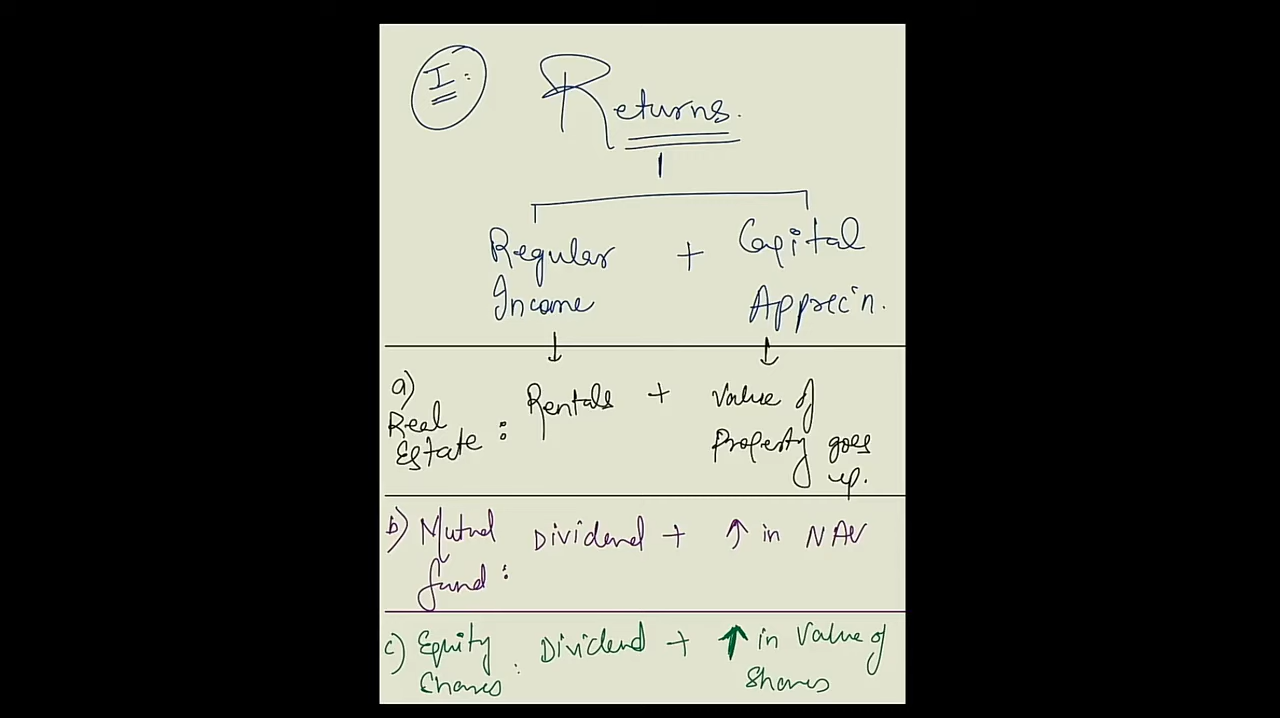 I:
Returns.
Regular + Capital
Income Apprec'n.
a)
Real Estate : Rentals + Value of
Property goes
up.
b) Mutual Dividend + ↑ in NAV
fund :
c) Equity : Dividend + ↑ in Value of
Shares Shares